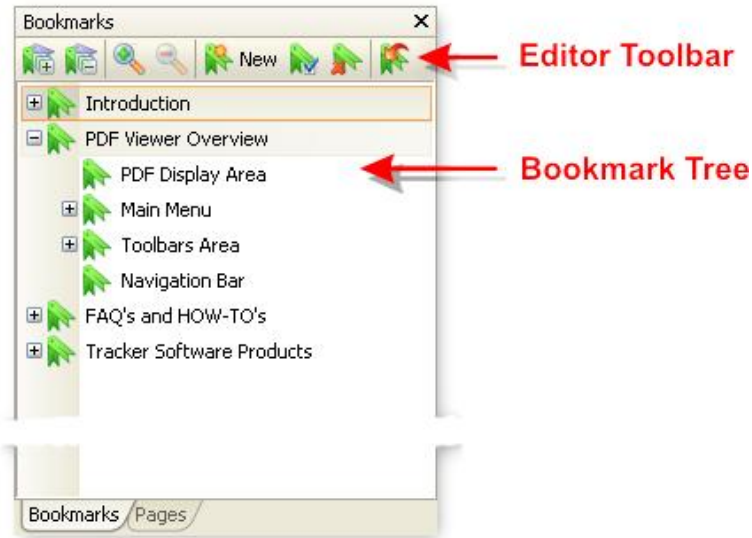 Bookmarks
New
Editor Toolbar
Introduction
PDF Viewer Overview
PDF Display Area
Bookmark Tree
Main Menu
Toolbars Area
Navigation Bar
FAQ's and HOW-TO's
Tracker Software Products
Bookmarks Pages